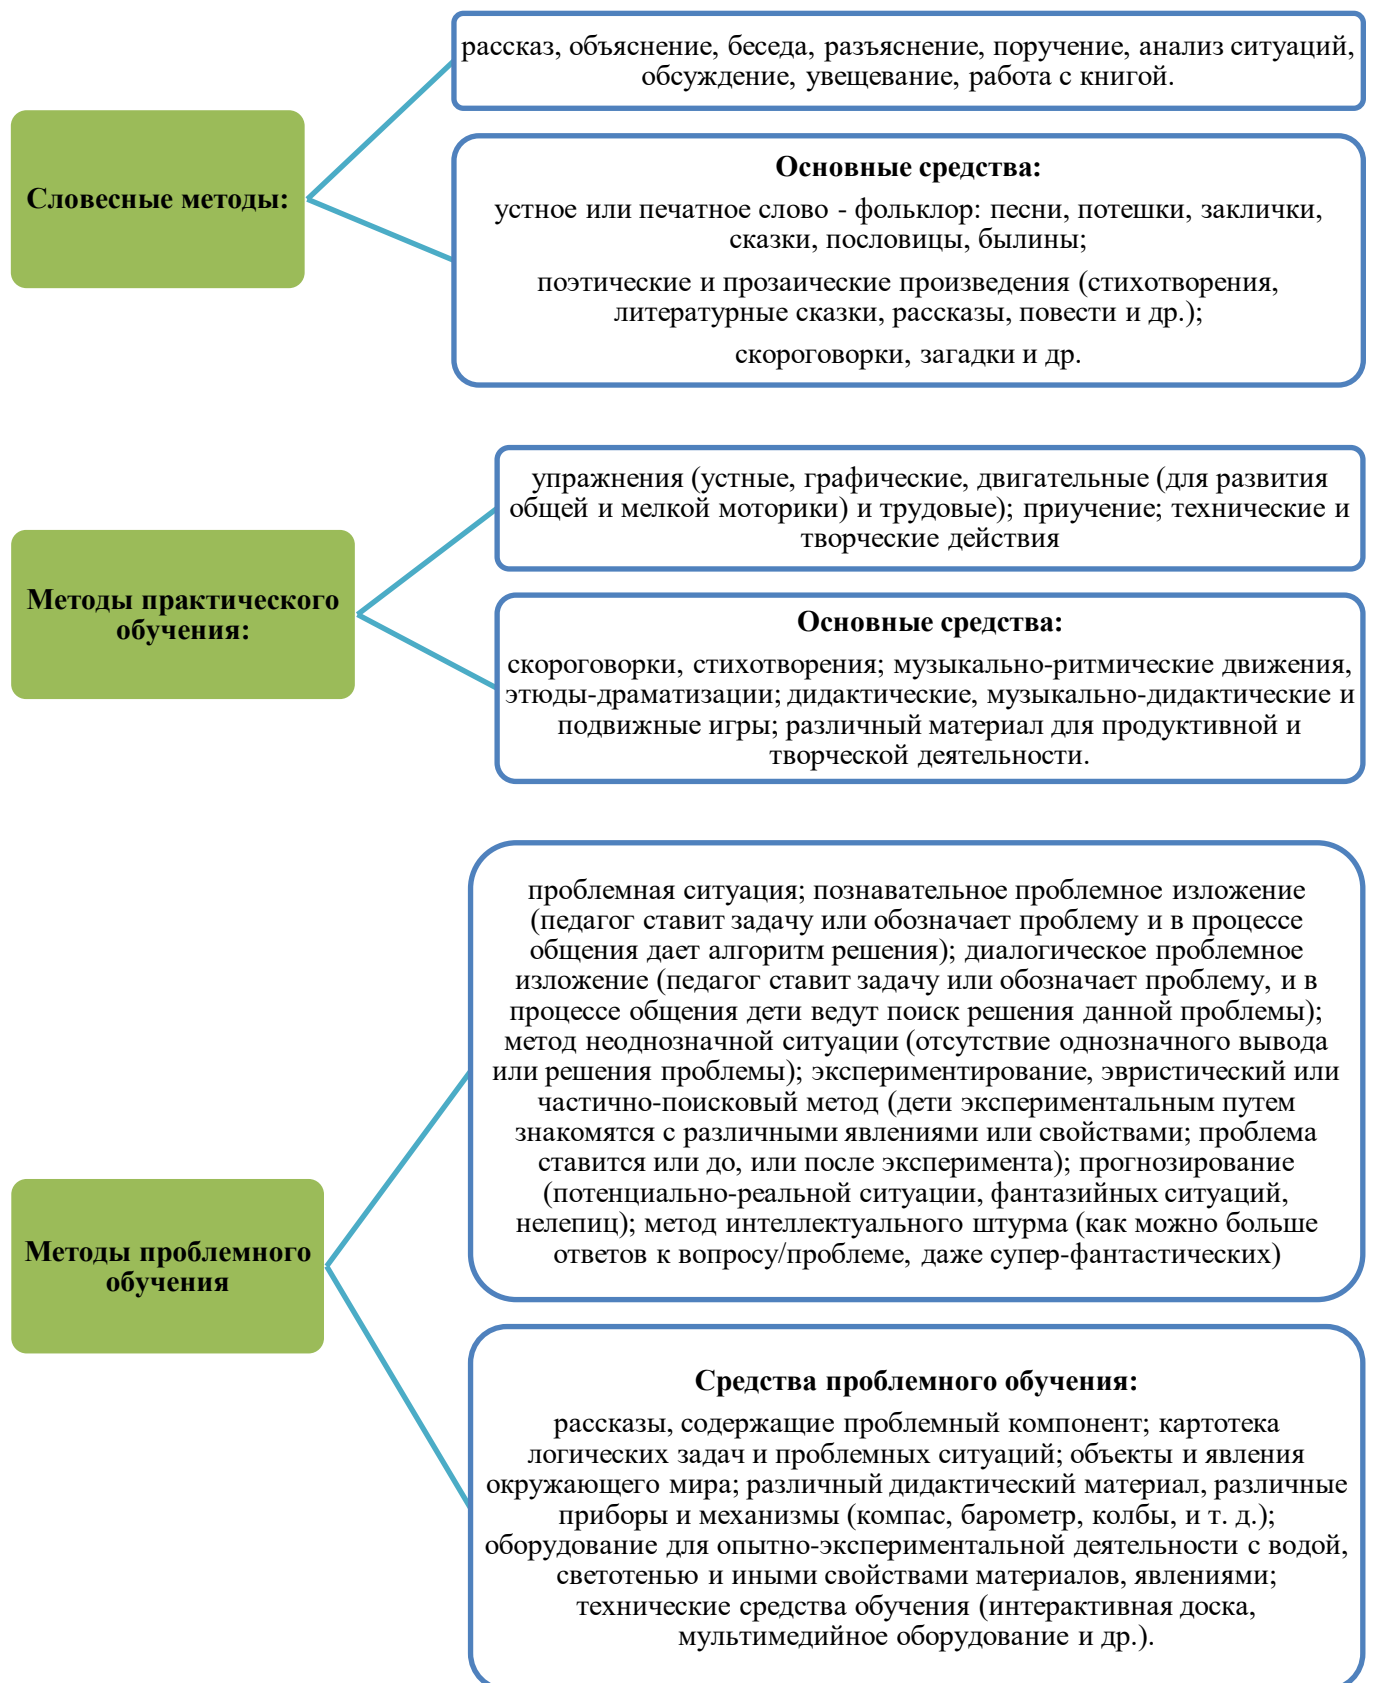 рассказ, объяснение, беседа, разъяснение, поручение, анализ ситуаций,
обсуждение, увещевание, работа с книгой.
Словесные методы:
Основные средства:
устное или печатное слово - фольклор: песни, потешки, заклички,
сказки, пословицы, былины;
поэтические и прозаические произведения (стихотворения,
литературные сказки, рассказы, повести и др.);
скороговорки, загадки и др.
упражнения (устные, графические, двигательные (для развития
общей и мелкой моторики) и трудовые); приучение; технические и
творческие действия
Методы практического
обучения:
Основные средства:
скороговорки, стихотворения; музыкально-ритмические движения,
этюды-драматизации; дидактические, музыкально-дидактические и
подвижные игры; различный материал для продуктивной и
творческой деятельности.
проблемная ситуация; познавательное проблемное изложение
(педагог ставит задачу или обозначает проблему и в процессе
общения дает алгоритм решения); диалогическое проблемное
изложение (педагог ставит задачу или обозначает проблему, и в
процессе общения дети ведут поиск решения данной проблемы);
метод неоднозначной ситуации (отсутствие однозначного вывода
или решения проблемы); экспериментирование, эвристический или
частично-поисковый метод (дети экспериментальным путем
знакомятся с различными явлениями или свойствами; проблема
ставится или до, или после эксперимента); прогнозирование
(потенциально-реальной ситуации, фантазийных ситуаций,
нелепиц); метод интеллектуального штурма (как можно больше
ответов к вопросу/проблеме, даже супер-фантастических)
Методы проблемного
обучения
Средства проблемного обучения:
рассказы, содержащие проблемный компонент; картотека
логических задач и проблемных ситуаций; объекты и явления
окружающего мира; различный дидактический материал, различные
приборы и механизмы (компас, барометр, колбы, и т. д.);
оборудование для опытно-экспериментальной деятельности с водой,
светотенью и иными свойствами материалов, явлениями;
технические средства обучения (интерактивная доска,
мультимедийное оборудование и др.).